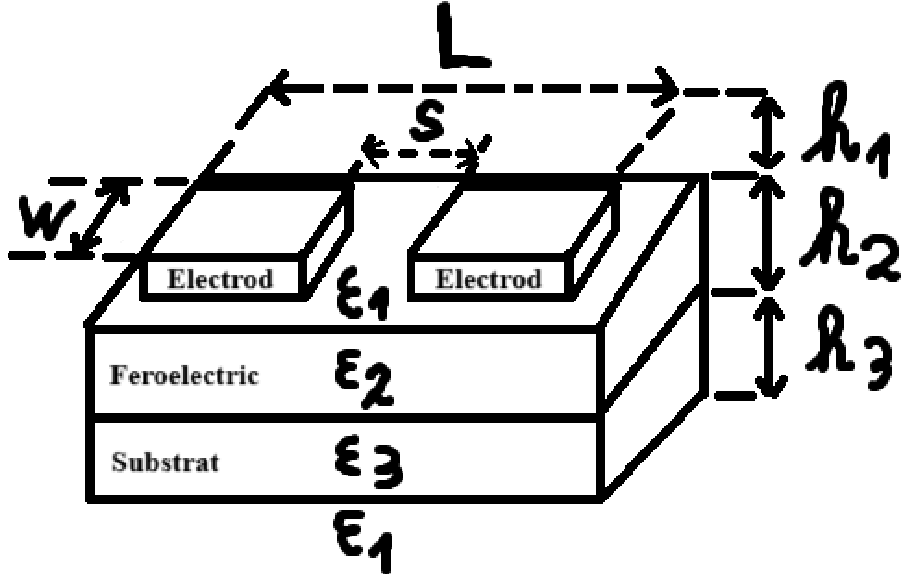 L
S
h1
W
h2
Electrod Electrod
ε1
h3
Feroelectric ε2
Substrat ε3
ε1